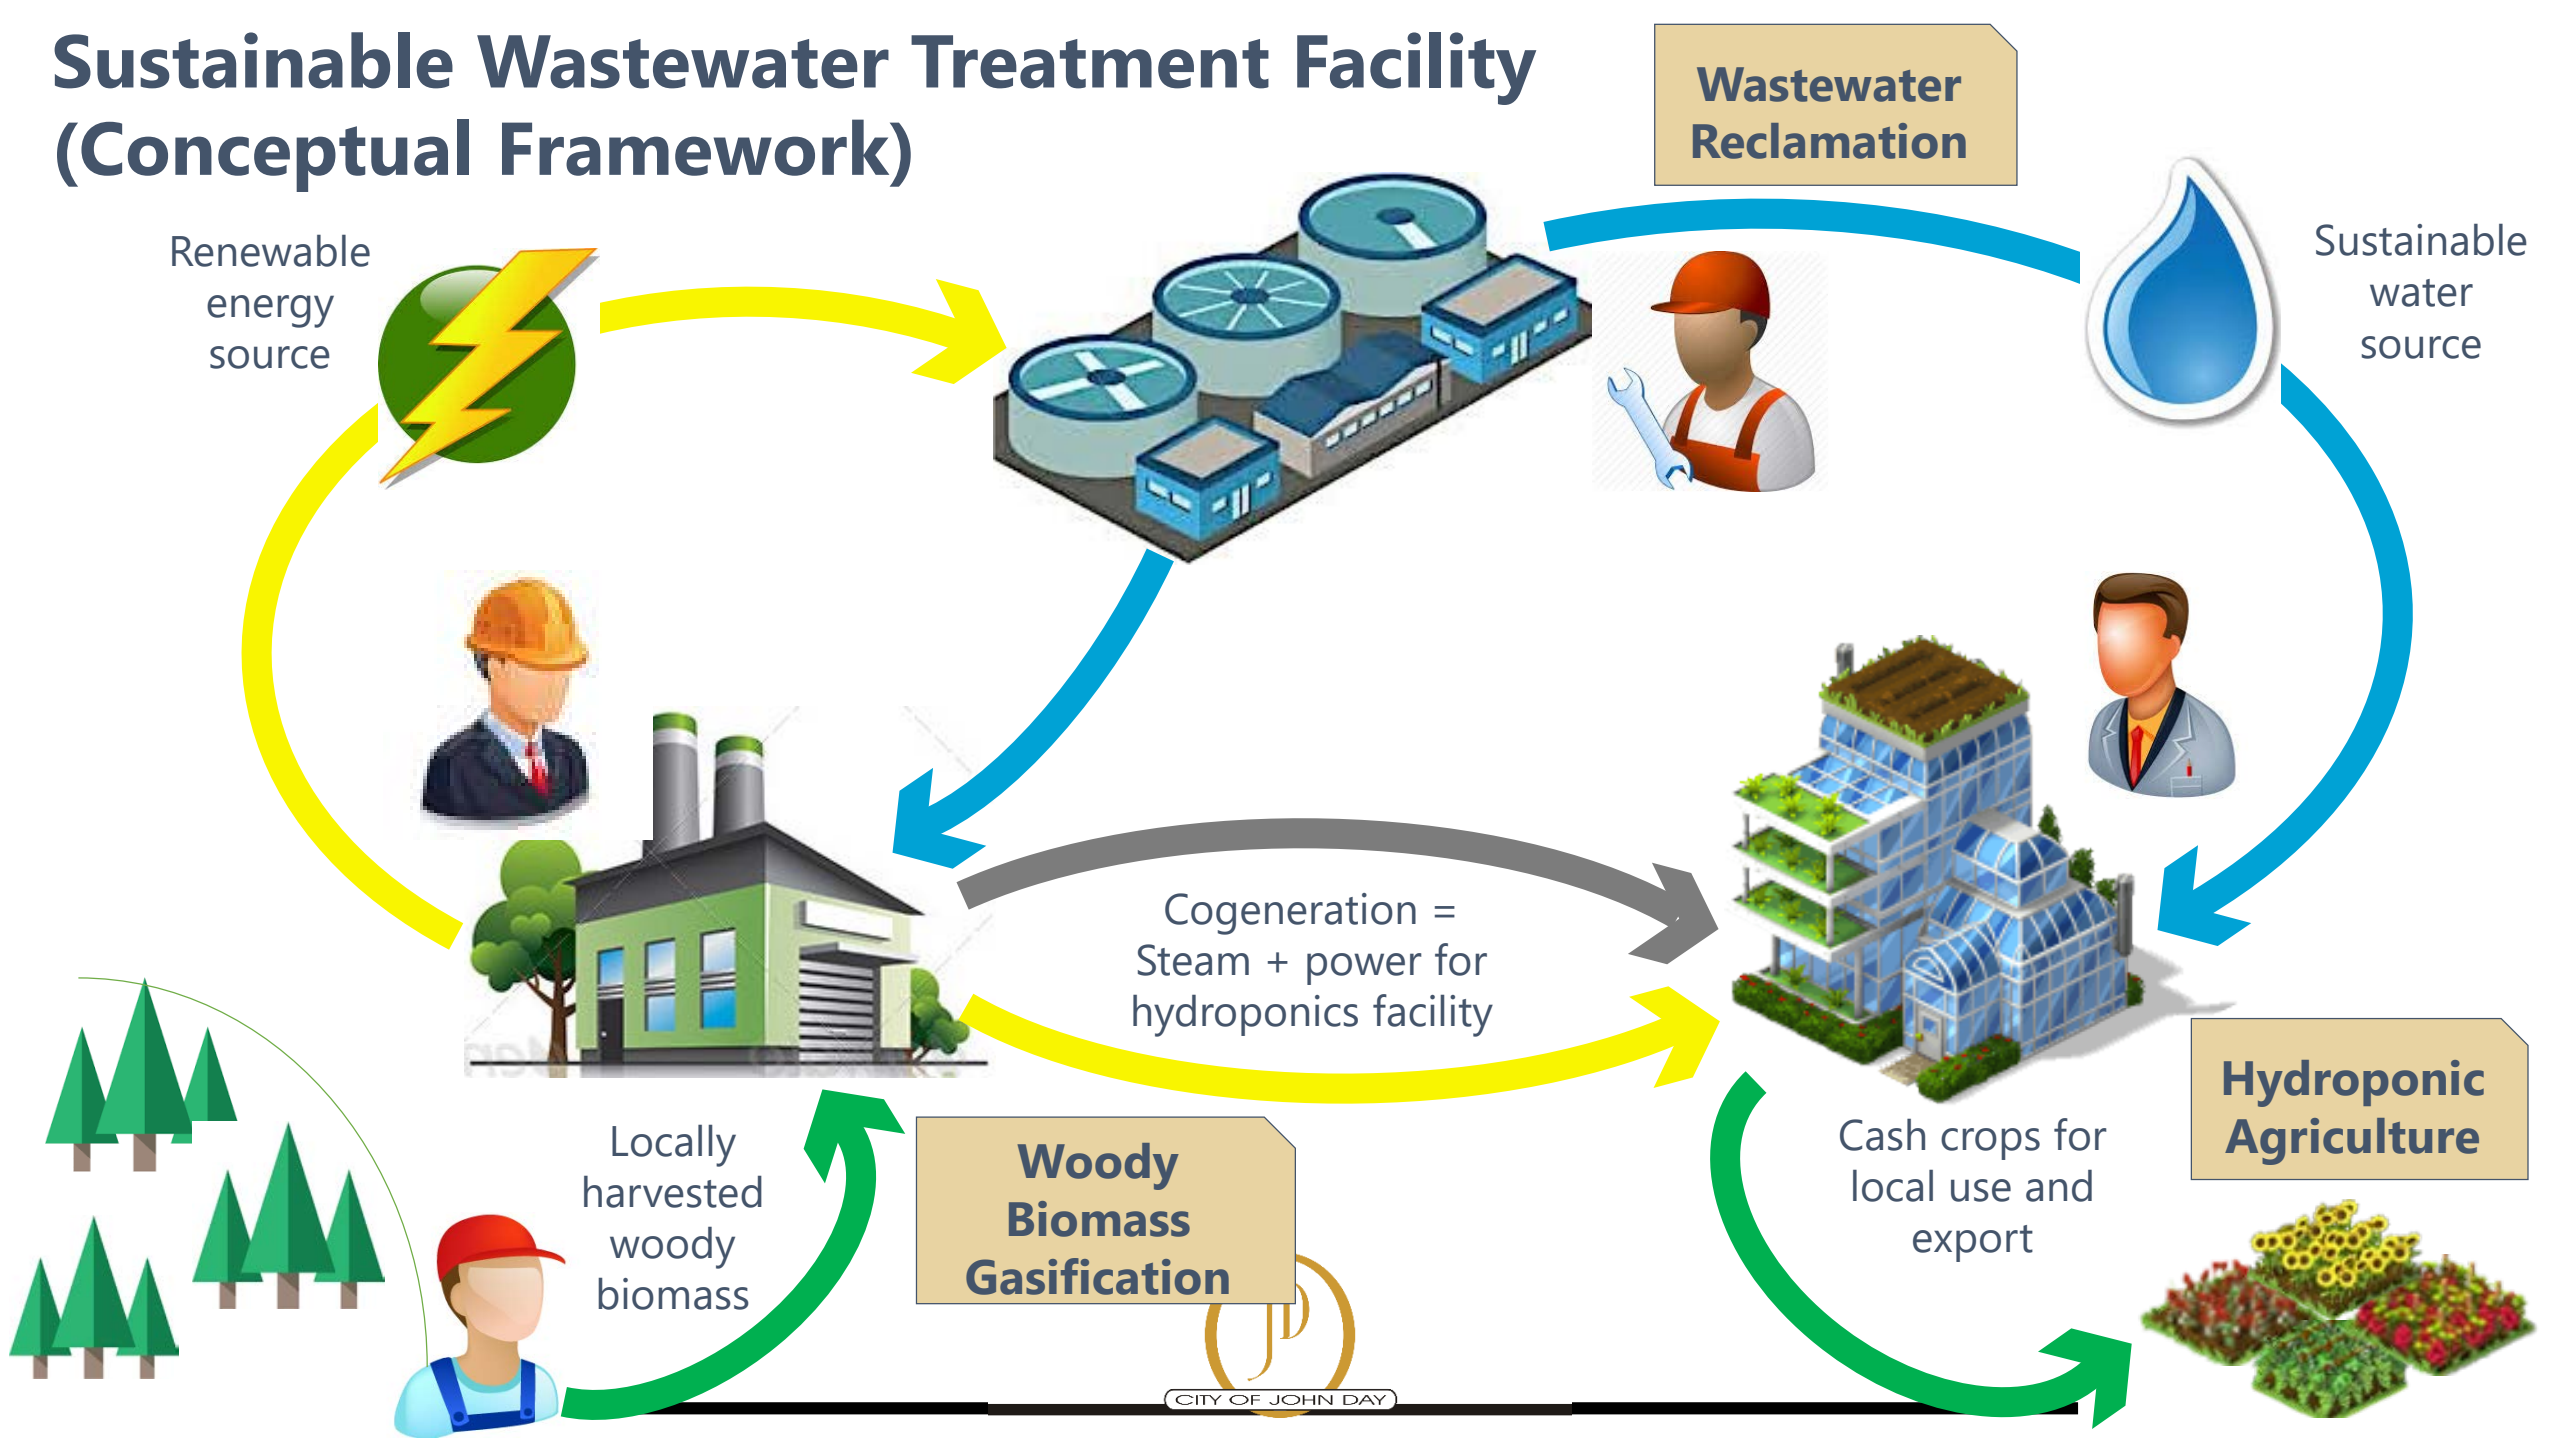 Sustainable Wastewater Treatment Facility
(Conceptual Framework)
Wastewater
Reclamation
Renewable
energy
source
Sustainable
water
source
Cogeneration =
Steam + power for
hydroponics facility
Hydroponic
Agriculture
Locally
harvested
woody
biomass
Woody
Biomass
Gasification
Cash crops for
local use and
export
JD
CITY OF JOHN DAY